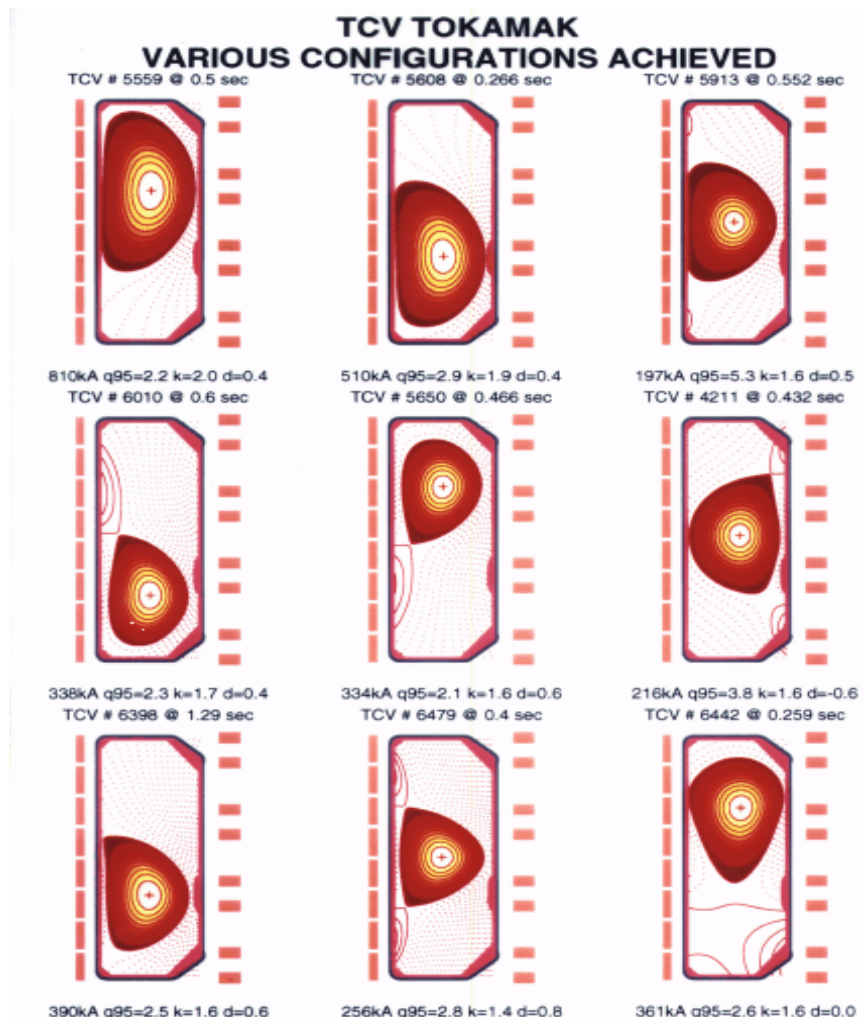 TCV TOKAMAK
VARIOUS CONFIGURATIONS ACHIEVED
TCV # 5559 @ 0.5 sec
TCV # 5608 @ 0.266 sec
TCV # 5913 @ 0.552 sec
810kA q95=2.2 k=2.0 d=0.4
510kA q95=2.9 k=1.9 d=0.4
197kA q95=5.3 k=1.6 d=0.5
TCV # 6010 @ 0.6 sec
TCV # 5650 @ 0.466 sec
TCV # 4211 @ 0.432 sec
338kA q95=2.3 k=1.7 d=0.4
334kA q95=2.1 k=1.6 d=0.6
216kA q95=3.8 k=1.6 d=-0.6
TCV # 6398 @ 1.29 sec
TCV # 6479 @ 0.4 sec
TCV # 6442 @ 0.259 sec
390kA q95=2.5 k=1.6 d=0.6
256kA q95=2.8 k=1.4 d=0.8
361kA q95=2.6 k=1.6 d=0.0